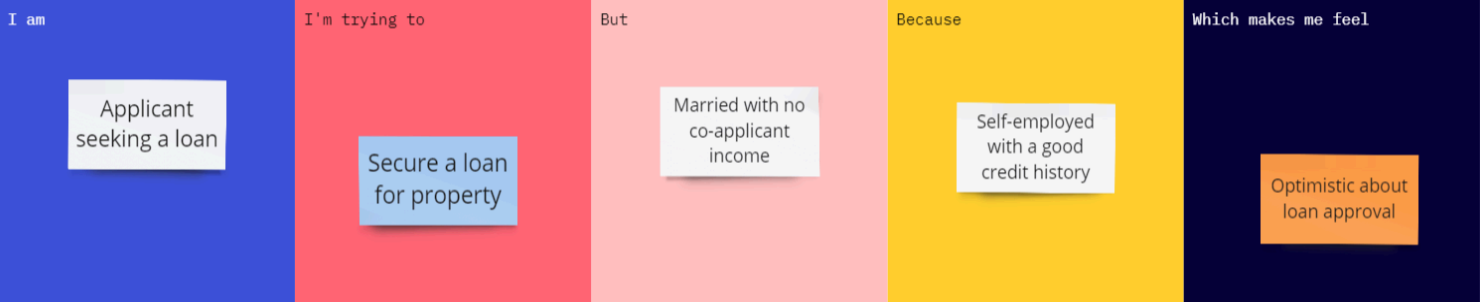 I am
Applicant
seeking a loan
I'm trying to
Secure a loan
for property
But
Married with no
co-applicant
income
Because
Self-employed
with a good
credit history
Which makes me feel
Optimistic about
loan approval